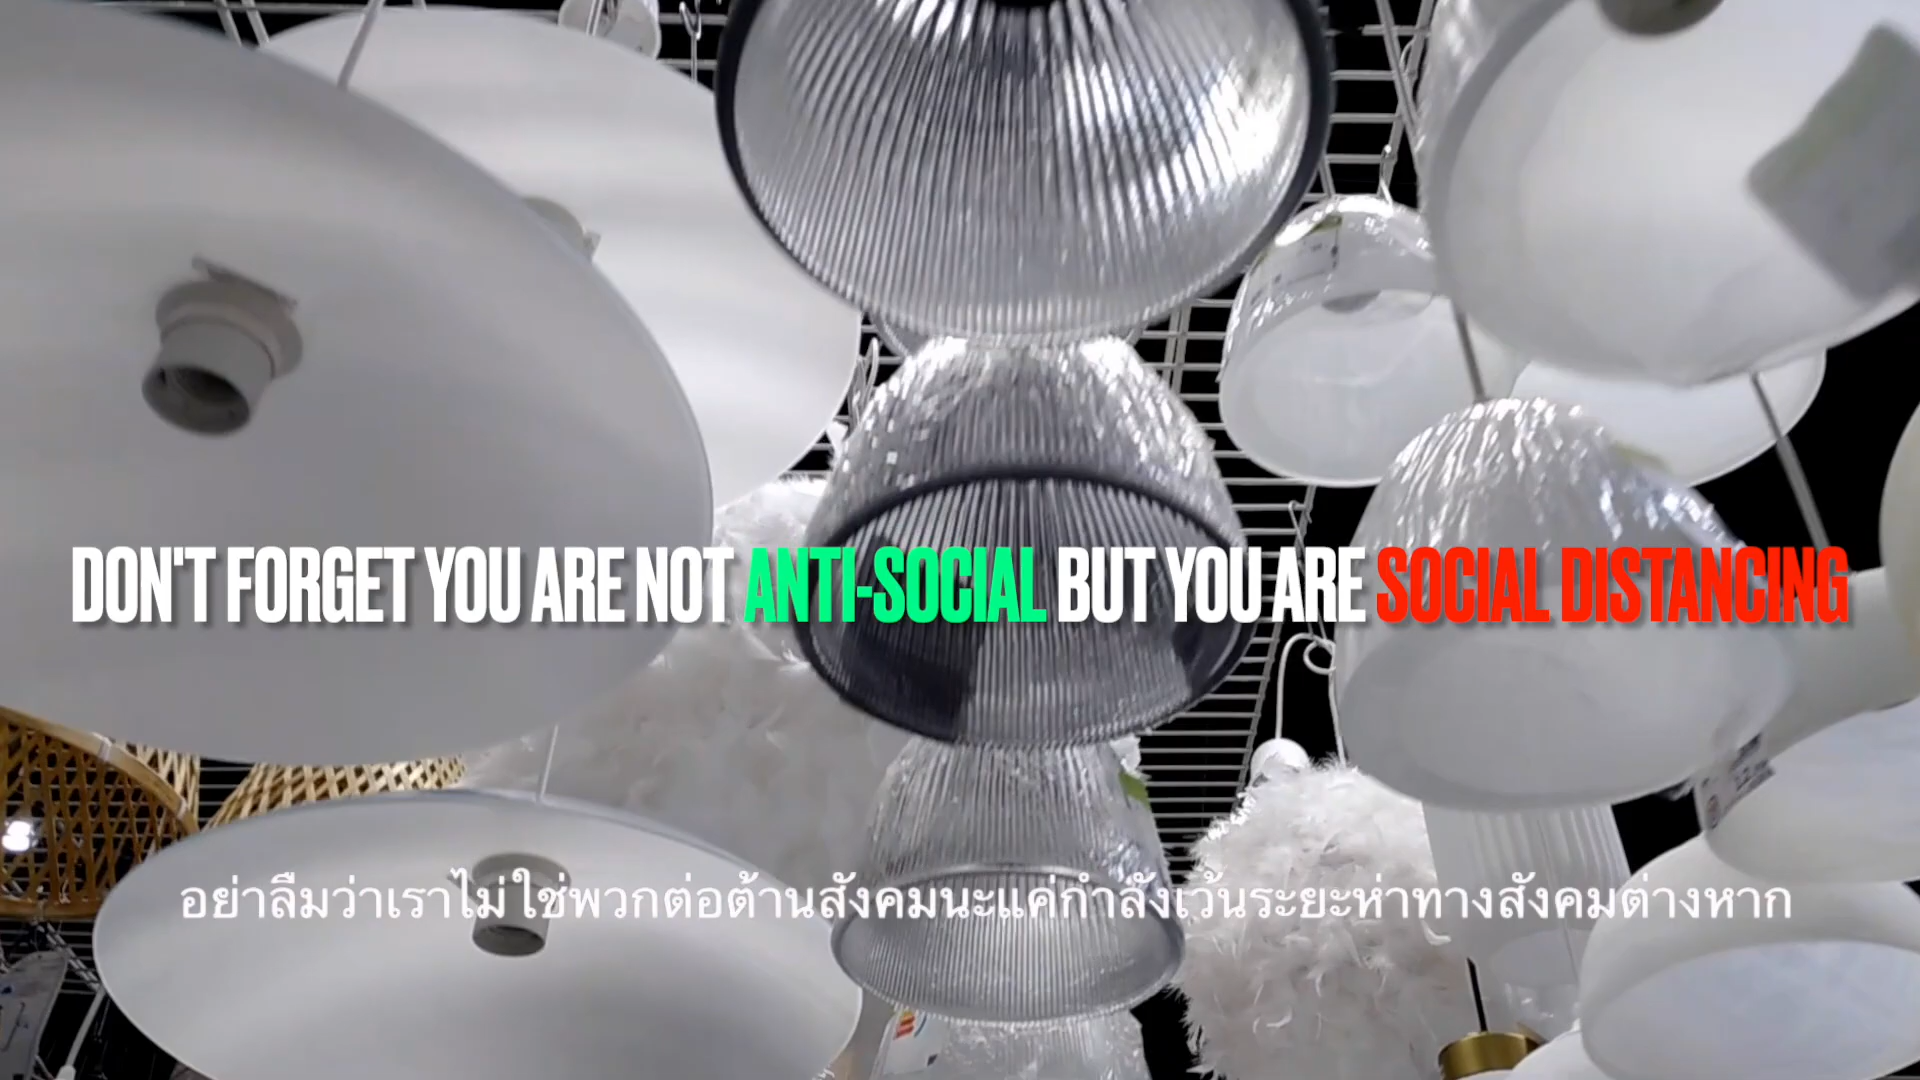 DON'T FORGET YOU ARE NOT ANTI-SOCIAL BUT YOU ARE SOCIAL DISTANCING
อย่าลืมว่าเราไม่ใช่พวกต่อต้านสังคมนะแค่กำลังเว้นระยะห่าทางสังคมต่างหาก